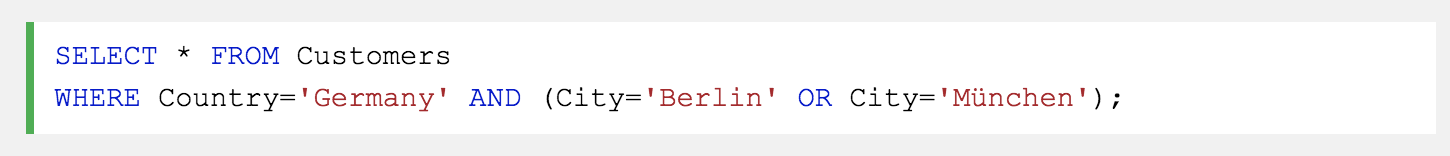 SELECT * FROM Customers
WHERE Country='Germany' AND (City='Berlin' OR City='München');